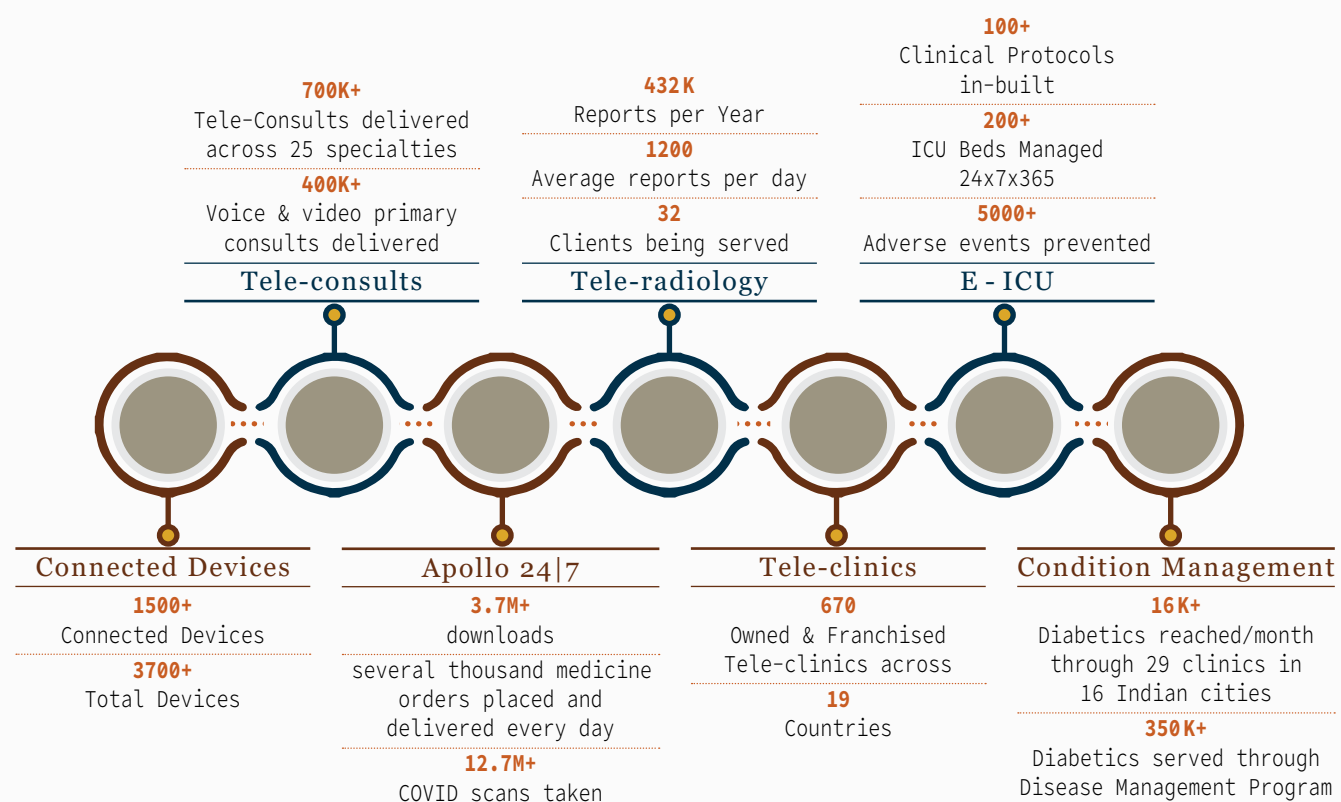 700K+
Tele-Consults delivered
across 25 specialties
400K+
Voice & video primary
consults delivered
Tele-consults
432K
Reports per Year
1200
Average reports per day
32
Clients being served
Tele-radiology
100+
Clinical Protocols
in-built
200+
ICU Beds Managed
24x7x365
5000+
Adverse events prevented
E - ICU
Connected Devices
1500+
Connected Devices
3700+
Total Devices
Apollo 24|7
3.7M+
downloads
several thousand medicine
orders placed and
delivered every day
12.7M+
COVID scans taken
Tele-clinics
670
Owned & Franchised
Tele-clinics across
19
Countries
Condition Management
16K+
Diabetics reached/month
through 29 clinics in
16 Indian cities
350K+
Diabetics served through
Disease Management Program